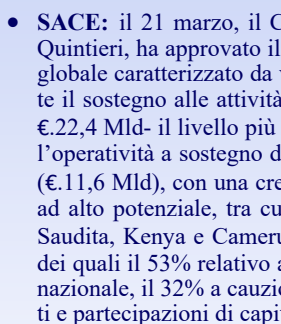 • SACE: il 21 marzo, il C
Quintieri, ha approvato il
globale caratterizzato da
te il sostegno alle attività
€.22,4 Mld- il livello più
l’operatività a sostegno d
(€.11,6 Mld), con una cre
ad alto potenziale, tra cu
Saudita, Kenya e Cameru
dei quali il 53% relativo a
nazionale, il 32% a cauzio
ti e partecipazioni di capi